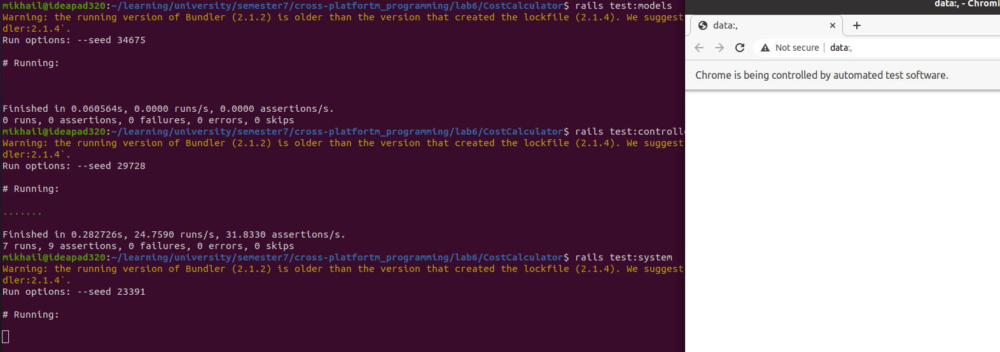 mikhail@ideapad320:~/learning/university/semester7/cross-platfortm_programming/lab6/CostCalculator$ rails test:models
Warning: the running version of Bundler (2.1.2) is older than the version that created the lockfile (2.1.4). We suggest
dler:2.1.4`.
Run options: --seed 34675
# Running:
Finished in 0.060564s, 0.0000 runs/s, 0.0000 assertions/s.
0 runs, 0 assertions, 0 failures, 0 errors, 0 skips
mikhail@ideapad320:~/learning/university/semester7/cross-platfortm_programming/lab6/CostCalculator$ rails test:controlle
Warning: the running version of Bundler (2.1.2) is older than the version that created the lockfile (2.1.4). We suggest
dler:2.1.4`.
Run options: --seed 29728
# Running:
.......
Finished in 0.282726s, 24.7590 runs/s, 31.8330 assertions/s.
7 runs, 9 assertions, 0 failures, 0 errors, 0 skips
mikhail@ideapad320:~/learning/university/semester7/cross-platfortm_programming/lab6/CostCalculator$ rails test:system
Warning: the running version of Bundler (2.1.2) is older than the version that created the lockfile (2.1.4). We suggest
dler:2.1.4`.
Run options: --seed 23391
# Running:
data:, - Chromi
data:,
Not secure | data:,
Chrome is being controlled by automated test software.